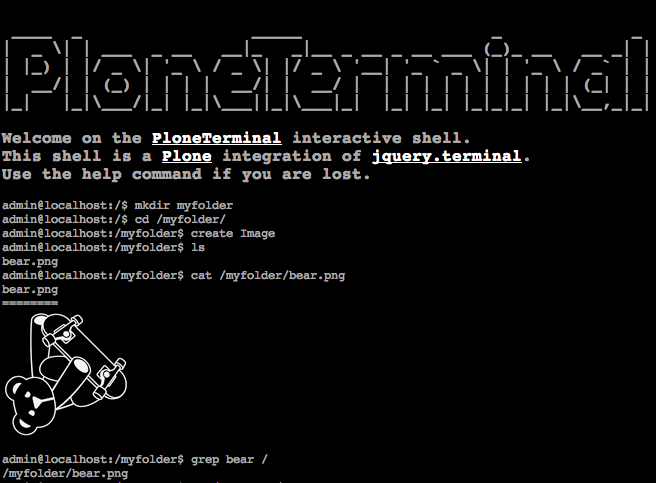 PloneTerminal
Welcome on the PloneTerminal interactive shell.
This shell is a Plone integration of jquery.terminal.
Use the help command if you are lost.
admin@localhost:/$ mkdir myfolder
admin@localhost:/$ cd /myfolder/
admin@localhost:/myfolder$ create Image
admin@localhost:/myfolder$ ls
bear.png
admin@localhost:/myfolder$ cat /myfolder/bear.png
bear.png
========
admin@localhost:/myfolder$ grep bear /
/myfolder/bear.png